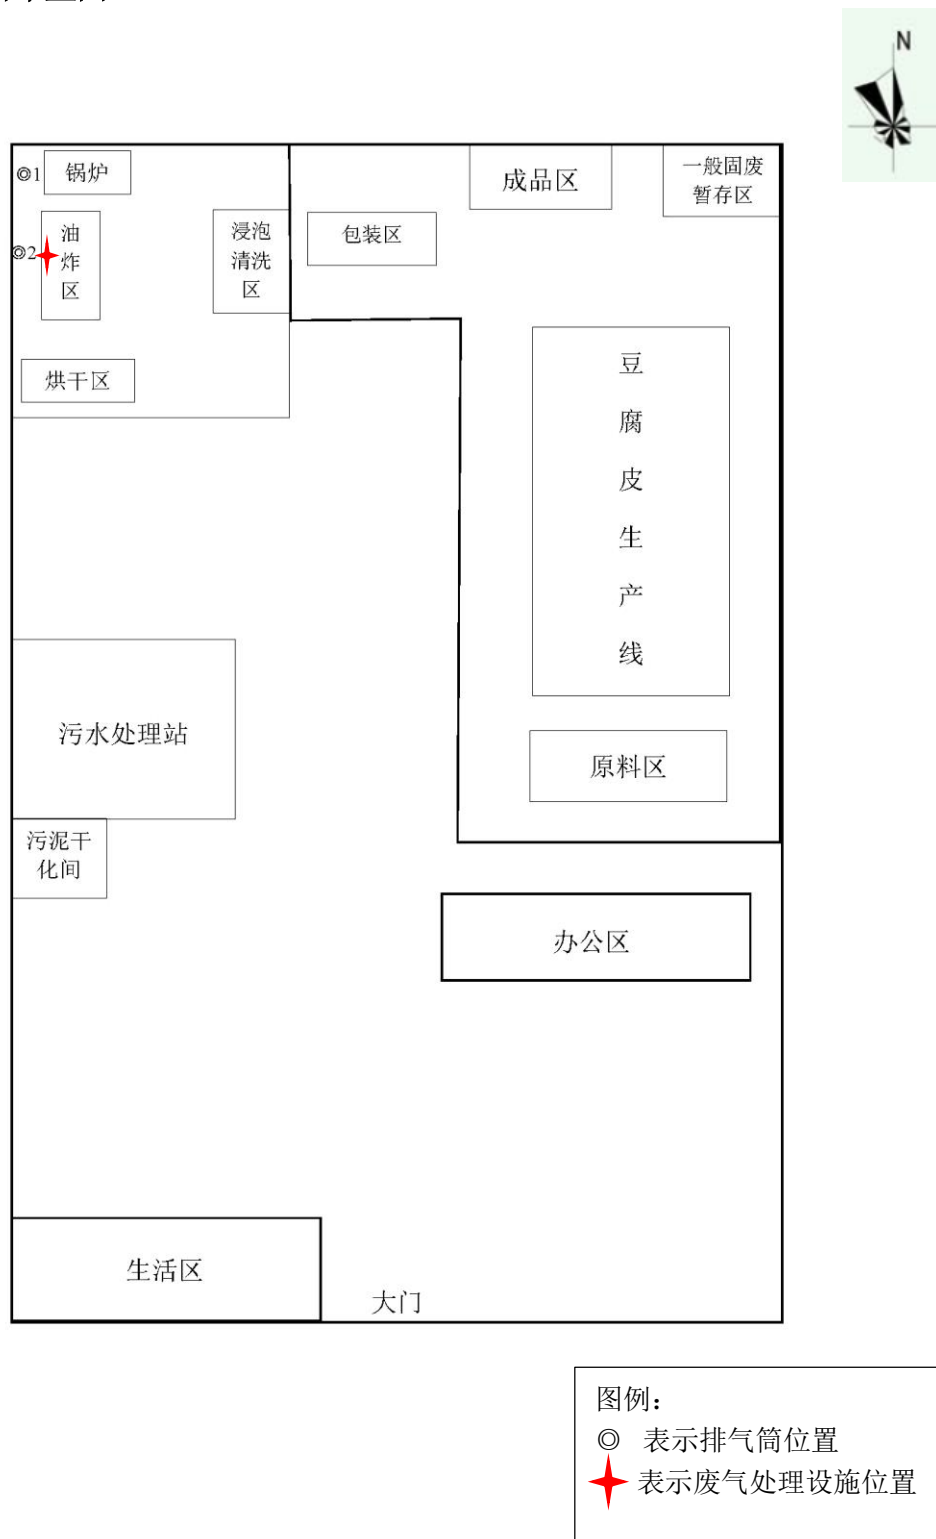 N
◎1
锅炉
成品区
一般固废
暂存区
油
炸
区
◎2
浸泡
清洗
区
包装区
烘干区
豆
腐
皮
生
产
线
污水处理站
原料区
污泥干
化间
办公区
生活区
大门
图例：
◎ 表示排气筒位置
表示废气处理设施位置